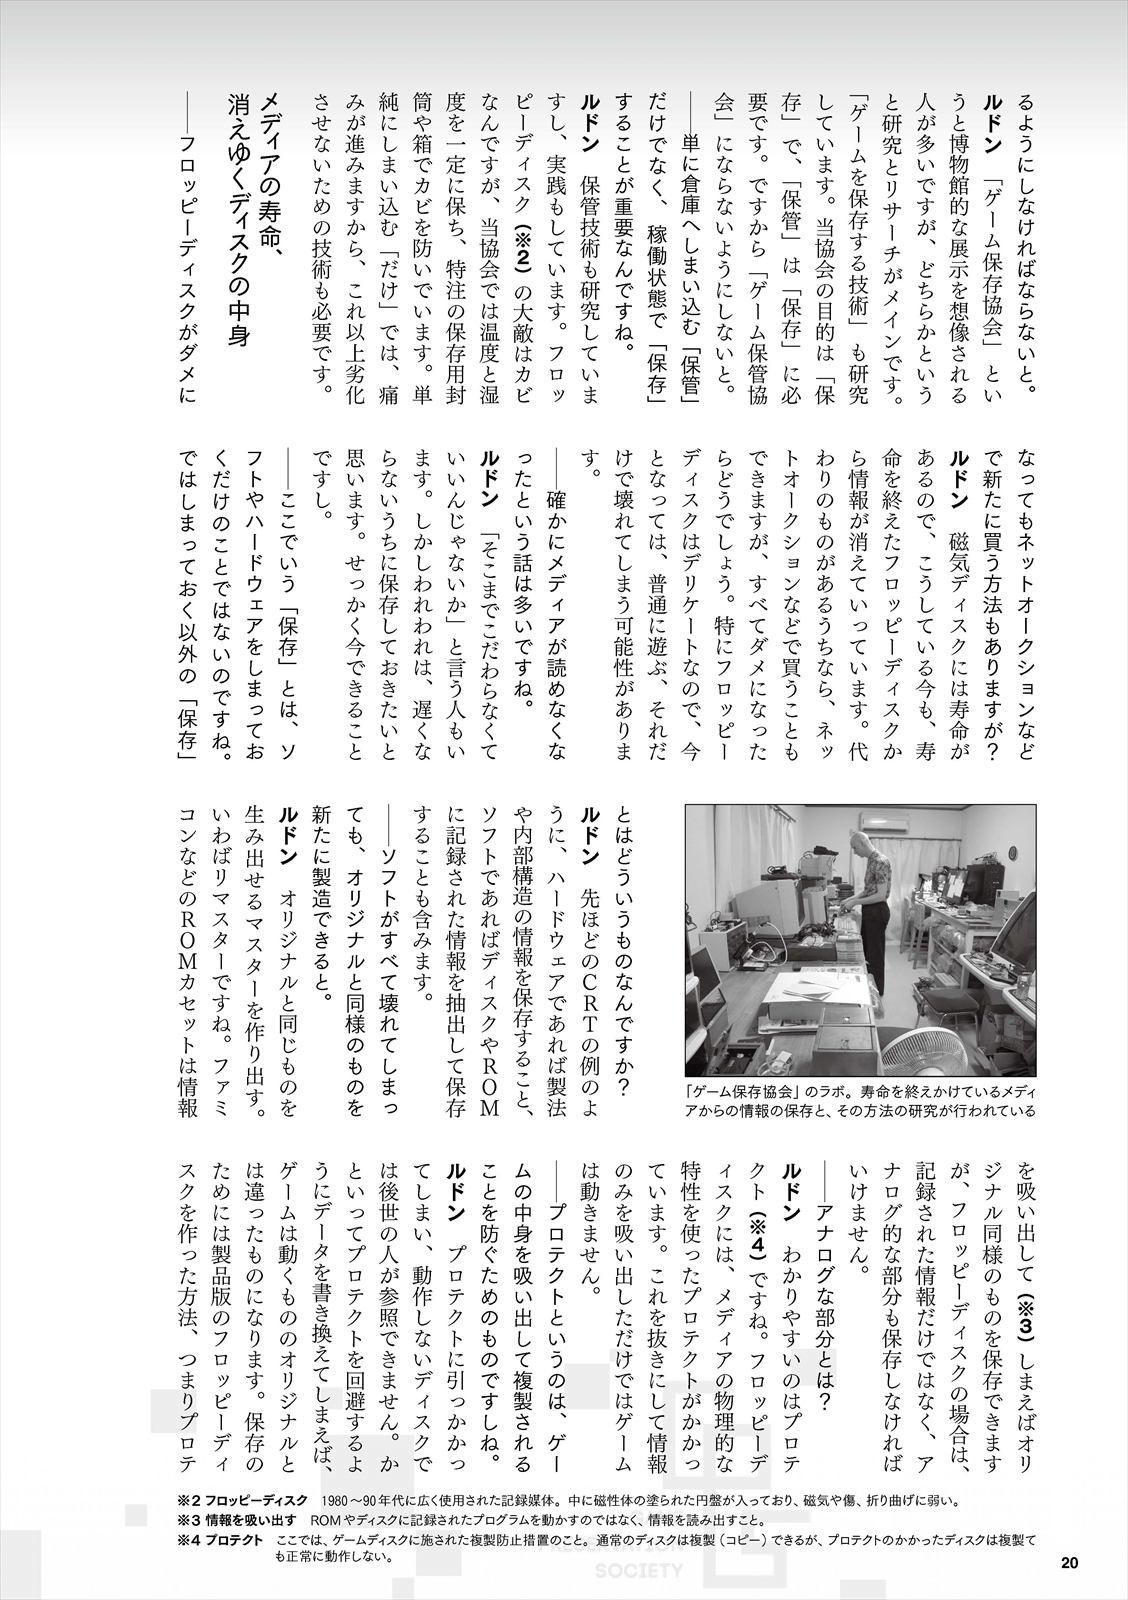 るようにしなければならないと。
ルドン　「ゲーム保存協会」とい
うと博物館的な展示を想像される
人が多いですが、どちらかという
と研究とリサーチがメインです。
「ゲームを保存する技術」も研究
しています。当協会の目的は「保
存」で、「保管」は「保存」に必
要です。ですから「ゲーム保管協
会」にならないようにしないと。
――単に倉庫へしまい込む「保管」
だけでなく、稼働状態で「保存」
することが重要なんですね。
ルドン　保管技術も研究していま
すし、実践もしています。フロッ
ピーディスク（※2）の大敵はカビ
なんですが、当協会では温度と湿
度を一定に保ち、特注の保存用封
筒や箱でカビを防いでいます。単
純にしまい込む「だけ」では、痛
みが進みますから、これ以上劣化
させないための技術も必要です。
メディアの寿命、
消えゆくディスクの中身
――フロッピーディスクがダメに
なってもネットオークションなど
で新たに買う方法もありますが？
ルドン　磁気ディスクには寿命が
あるので、こうしている今も、寿
命を終えたフロッピーディスクか
ら情報が消えていっています。代
わりのものがあるうちなら、ネッ
トオークションなどで買うことも
できますが、すべてダメになった
らどうでしょう。特にフロッピー
ディスクはデリケートなので、今
となっては、普通に遊ぶ、それだ
けで壊れてしまう可能性がありま
す。
――確かにメディアが読めなくな
ったという話は多いですね。
ルドン　「そこまでこだわらなくて
いいんじゃないか」と言う人もい
ます。しかしわれわれは、遅くな
らないうちに保存しておきたいと
思います。せっかく今できること
ですし。
――ここでいう「保存」とは、ソ
フトやハードウェアをしまってお
くだけのことではないのですね。
ではしまっておく以外の「保存」
とはどういうものなんですか？
ルドン　先ほどのCRTの例のよ
うに、ハードウェアであれば製法
や内部構造の情報を保存すること、
ソフトであればディスクやROM
に記録された情報を抽出して保存
することも含みます。
――ソフトがすべて壊れてしまっ
ても、オリジナルと同様のものを
新たに製造できると。
ルドン　オリジナルと同じものを
生み出せるマスターを作り出す。
いわばリマスターですね。ファミ
コンなどのROMカセットは情報
「ゲーム保存協会」のラボ。寿命を終えかけているメディ
アからの情報の保存と、その方法の研究が行われている
を吸い出して（※3）しまえばオリ
ジナル同様のものを保存できます
が、フロッピーディスクの場合は、
記録された情報だけではなく、ア
ナログ的な部分も保存しなければ
いけません。
――アナログな部分とは？
ルドン　わかりやすいのはプロテ
クト（※4）ですね。フロッピーデ
ィスクには、メディアの物理的な
特性を使ったプロテクトがかかっ
ています。これを抜きにして情報
のみを吸い出しただけではゲーム
は動きません。
――プロテクトというのは、ゲー
ムの中身を吸い出して複製される
ことを防ぐためのものですしね。
ルドン　プロテクトに引っかかっ
てしまい、動作しないディスクで
は後世の人が参照できません。か
といってプロテクトを回避するよ
うにデータを書き換えてしまえば、
ゲームは動くもののオリジナルと
は違ったものになります。保存の
ためには製品版のフロッピーディ
スクを作った方法、つまりプロテ
※2 フロッピーディスク　1980～90年代に広く使用された記録媒体。中に磁性体の塗られた円盤が入っており、磁気や傷、折り曲げに弱い。
※3 情報を吸い出す　ROMやディスクに記録されたプログラムを動かすのではなく、情報を読み出すこと。
※4 プロテクト　ここでは、ゲームディスクに施された複製防止措置のこと。通常のディスクは複製（コピー）できるが、プロテクトのかかったディスクは複製て
も正常に動作しない。
PRESERVATION
SOCIETY
20